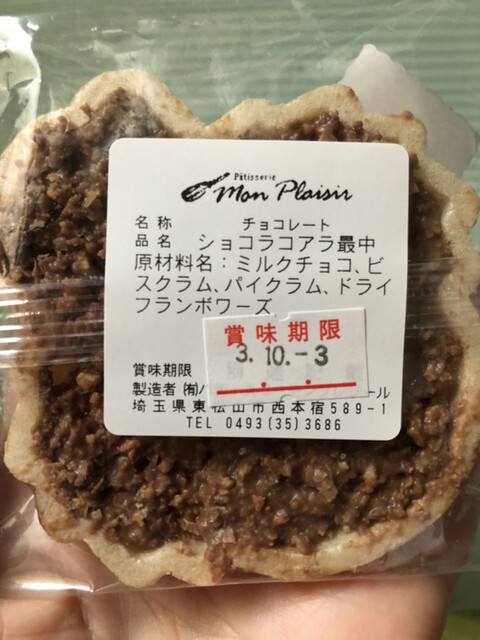 Pâtisserie
Mon Plaisir
名称 チョコレート
品名 ショコラコアラ最中
原材料名：ミルクチョコ、ビ
スクラム、パイクラム、ドライ
フランボワーズ
賞味期限
3.10.-3
賞味期限
製造者 ㈲パ ール
埼玉県東松山市西本宿589-1
TEL 0493(35)3686